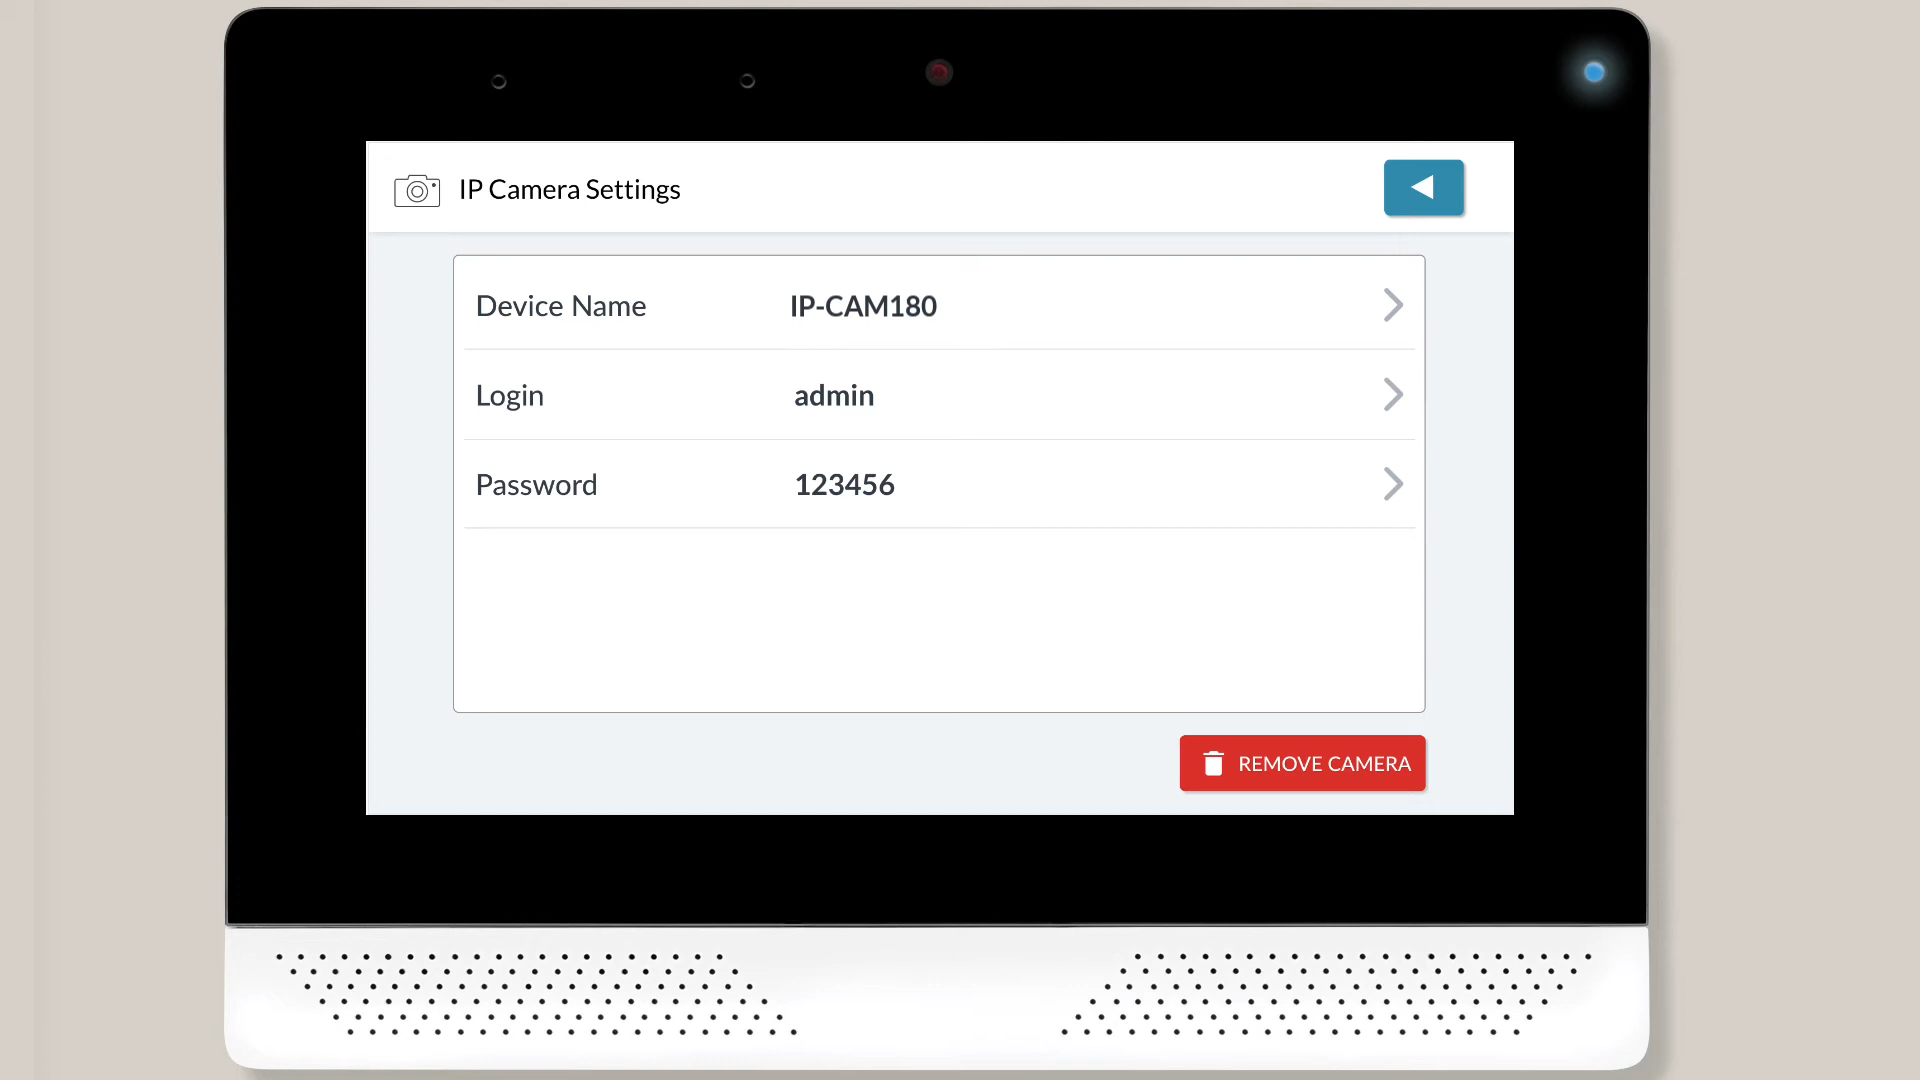 IP Camera Settings
Device Name IP-CAM180
Login admin
Password 123456
REMOVE CAMERA